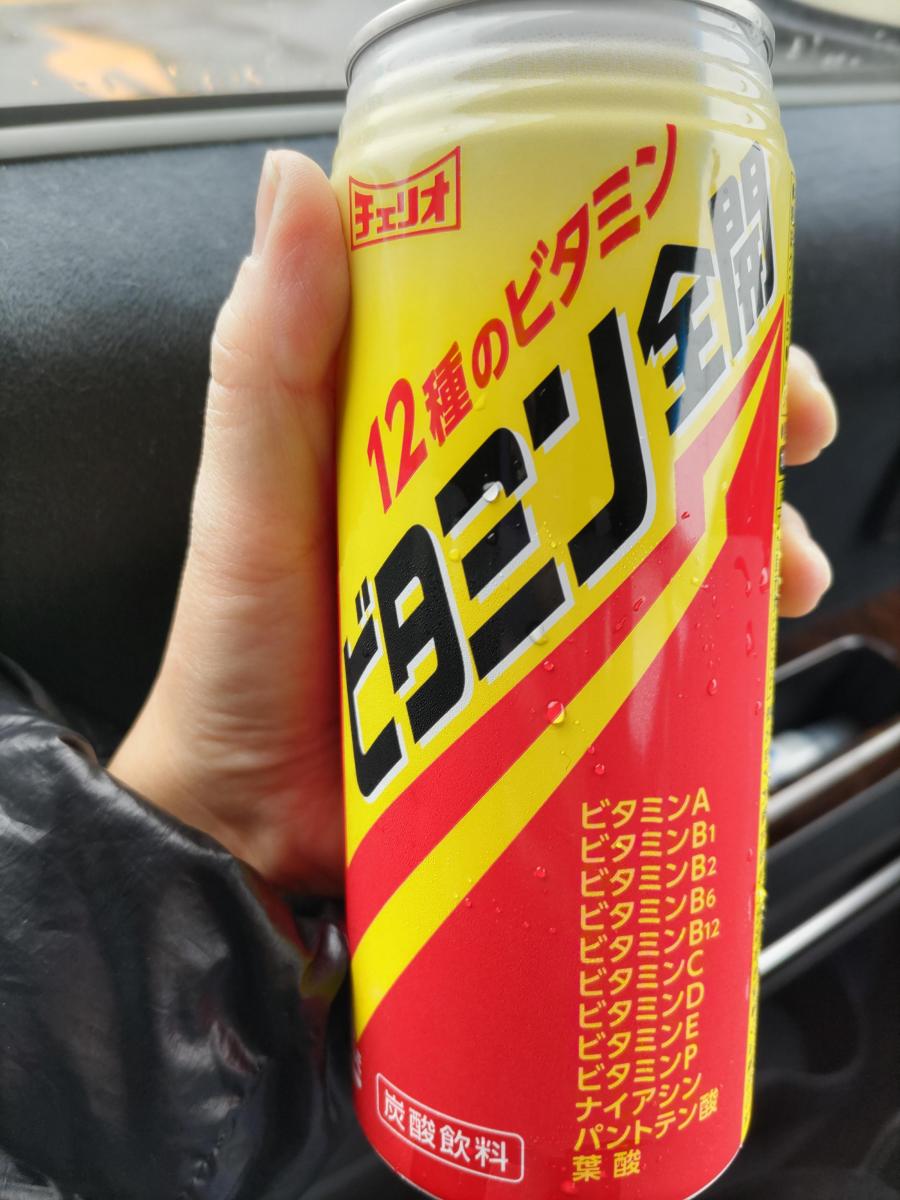 チェリオ
12種のビタミン
ビタミン全開
ビタミンA
ビタミンB1
ビタミンB2
ビタミンB6
ビタミンB12
ビタミンC
ビタミンD
ビタミンE
ビタミンP
ナイアシン
パントテン酸
葉酸
炭酸飲料